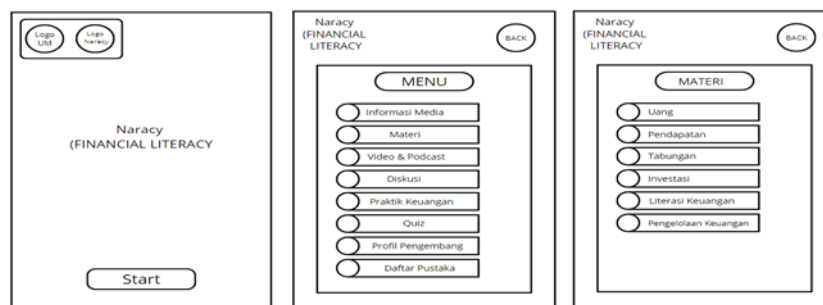 Logo
UM
Logo
Naracy
Naracy
(FINANCIAL LITERACY
Start
Naracy
(FINANCIAL
LITERACY
BACK
MENU
Informasi Media
Materi
Video & Podcast
Diskusi
Praktik Keuangan
Quiz
Profil Pengembang
Daftar Pustaka
Naracy
(FINANCIAL
LITERACY
BACK
MATERI
Uang
Pendapatan
Tabungan
Investasi
Literasi Keuangan
Pengelolaan Keuangan